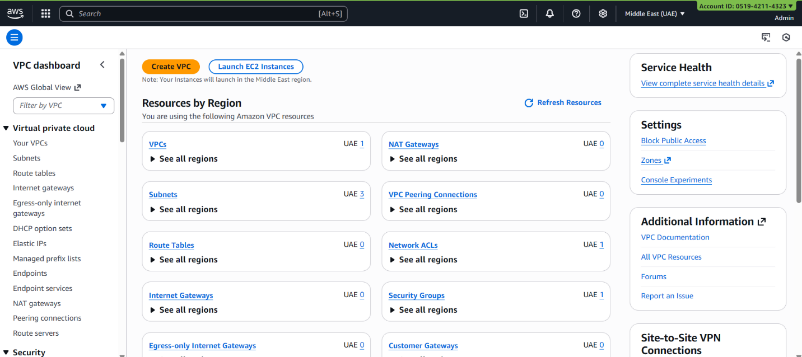 aws
Search
[Alt+S]
Middle East (UAE)
Account ID: 0519-4211-4323
Admin
VPC dashboard
AWS Global View
Filter by VPC
Virtual private cloud
Your VPCs
Subnets
Route tables
Internet gateways
Egress-only internet
gateways
DHCP option sets
Elastic IPs
Managed prefix lists
Endpoints
Endpoint services
NAT gateways
Peering connections
Route servers
Security
Create VPC
Launch EC2 Instances
Note: Your Instances will launch in the Middle East region.
Resources by Region
Refresh Resources
You are using the following Amazon VPC resources
VPCs UAE 1
See all regions
NAT Gateways UAE 0
See all regions
Subnets UAE 3
See all regions
VPC Peering Connections UAE 0
See all regions
Route Tables UAE 0
See all regions
Network ACLs UAE 1
See all regions
Internet Gateways UAE 0
See all regions
Security Groups UAE 1
See all regions
Egress-only Internet Gateways UAE 0
Customer Gateways UAE 0
Service Health
View complete service health details
Settings
Block Public Access
Zones
Console Experiments
Additional Information
VPC Documentation
All VPC Resources
Forums
Report an Issue
Site-to-Site VPN
Connections